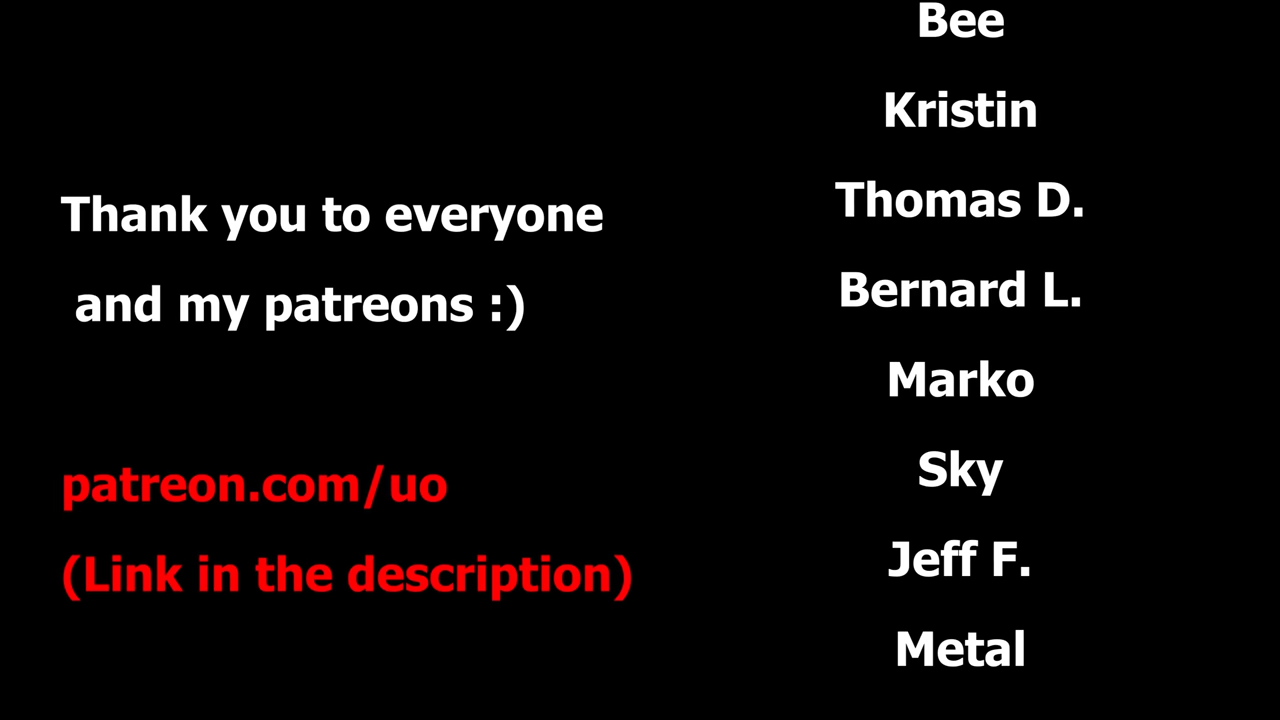 Thank you to everyone
and my patreons :)
patreon.com/uo
(Link in the description)
Bee
Kristin
Thomas D.
Bernard L.
Marko
Sky
Jeff F.
Metal